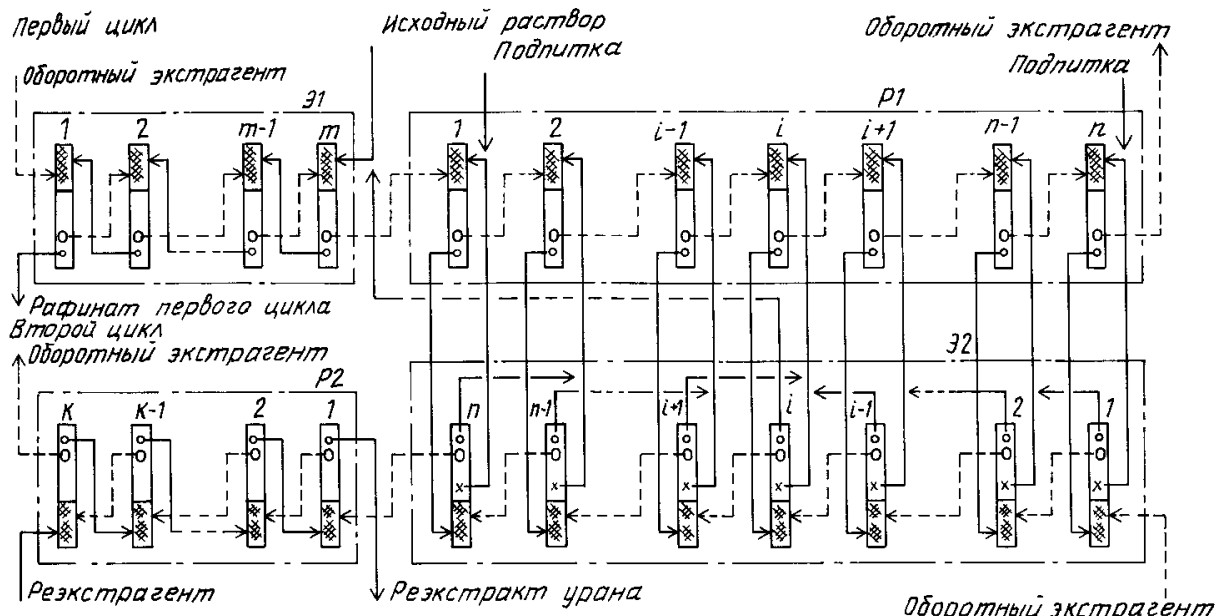 Первый цикл
Исходный раствор
Подпитка
Оборотный экстрагент
Подпитка
Оборотный экстрагент
Э1
Р1
1 2 m-1 m
1 2 i-1 i i+1 n-1 n
Рафинат первого цикла
Второй цикл
Оборотный экстрагент
Р2
Э2
к к-1 2 1
n n-1 i+1 i i-1 2 1
x x x x x x x
Реэкстрагент
Реэкстракт урана
Оборотный экстрагент